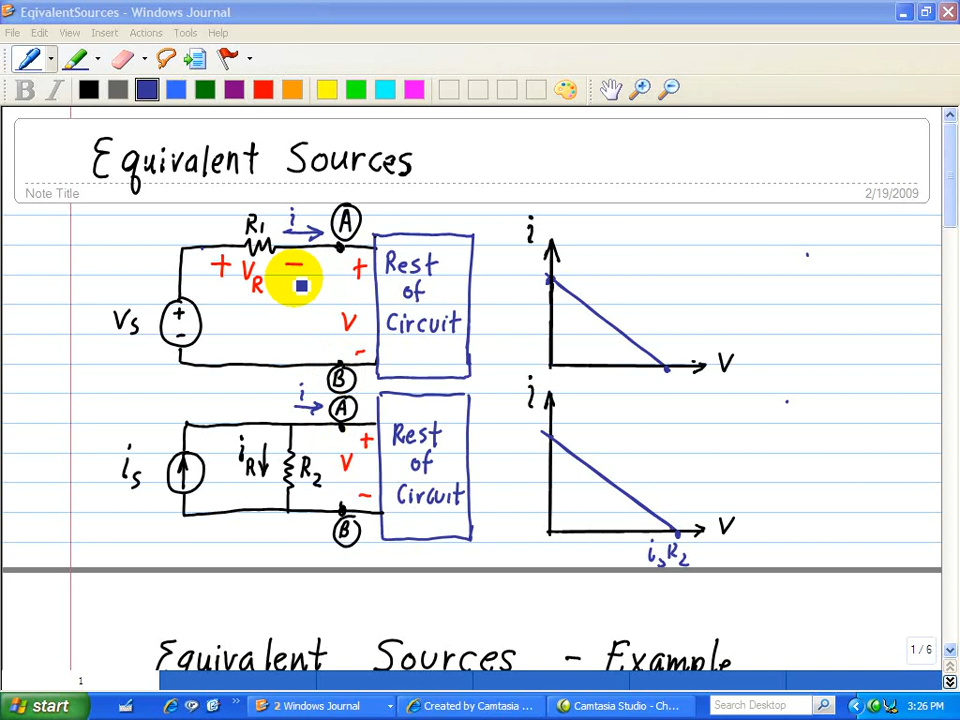 EqivalentSources - Windows Journal
File Edit View Insert Actions Tools Help
B I
Equivalent Sources
Note Title
2/19/2009
R1 i A
+ VR - +
Vs + - V -
Rest
of
Circuit
B
i
V
i A
is iR R2 + V -
Rest
of
Circuit
B
i
V
isR2
Equivalent Sources - Example
1 / 6
1
start
2 Windows Journal
Created by Camtasia ...
Camtasia Studio - Ch...
Search Desktop
3:26 PM